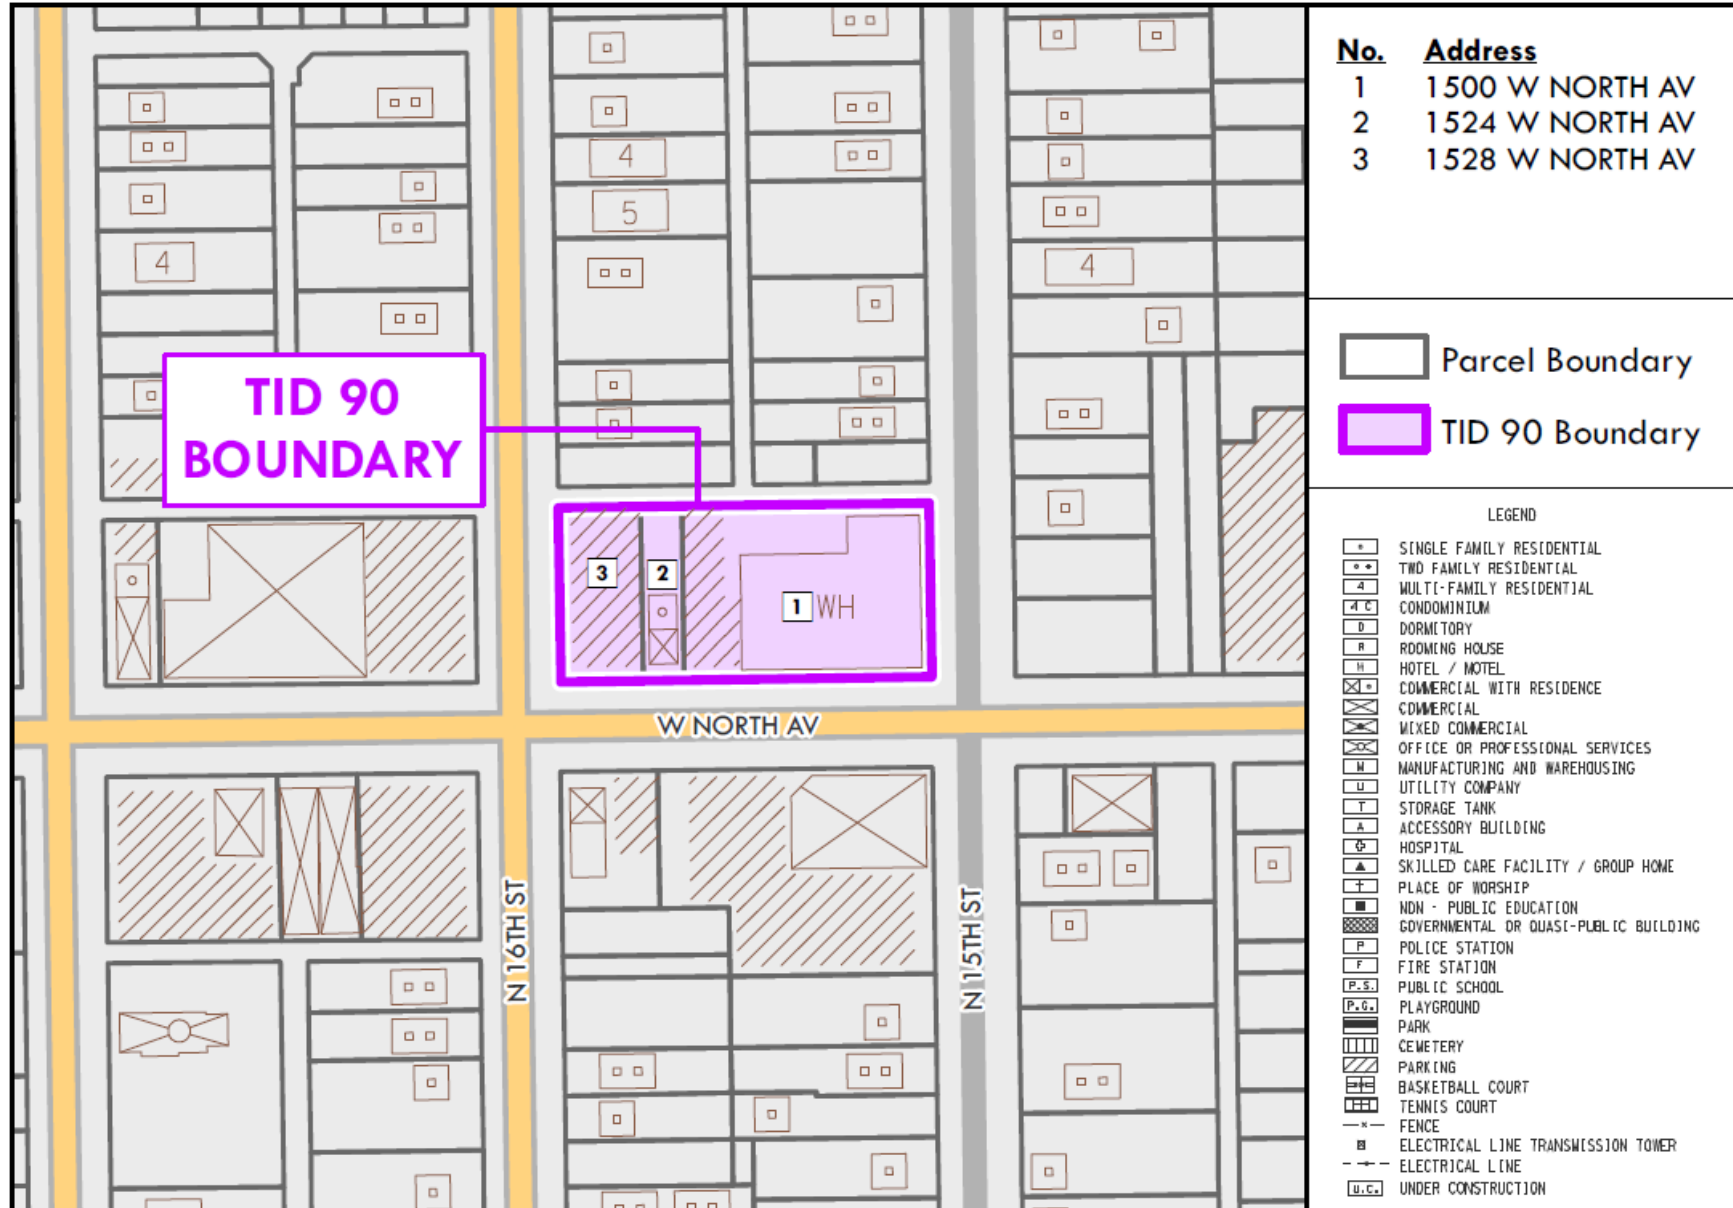 No. Address
1 1500 W NORTH AV
2 1524 W NORTH AV
3 1528 W NORTH AV
4
5
4
4
TID 90
BOUNDARY
Parcel Boundary
TID 90 Boundary
3
2
1 WH
W NORTH AV
N 16TH ST
N 15TH ST
LEGEND
SINGLE FAMILY RESIDENTIAL
TWO FAMILY RESIDENTIAL
4 MULTI-FAMILY RESIDENTIAL
4 C CONDOMINIUM
D DORMITORY
R ROOMING HOUSE
H HOTEL / MOTEL
COMMERCIAL WITH RESIDENCE
COMMERCIAL
MIXED COMMERCIAL
OFFICE OR PROFESSIONAL SERVICES
M MANUFACTURING AND WAREHOUSING
U UTILITY COMPANY
T STORAGE TANK
A ACCESSORY BUILDING
HOSPITAL
SKILLED CARE FACILITY / GROUP HOME
PLACE OF WORSHIP
NON - PUBLIC EDUCATION
GOVERNMENTAL OR QUASI-PUBLIC BUILDING
P POLICE STATION
F FIRE STATION
P.S. PUBLIC SCHOOL
P.G. PLAYGROUND
PARK
CEMETERY
PARKING
BASKETBALL COURT
TENNIS COURT
FENCE
ELECTRICAL LINE TRANSMISSION TOWER
ELECTRICAL LINE
U.C. UNDER CONSTRUCTION